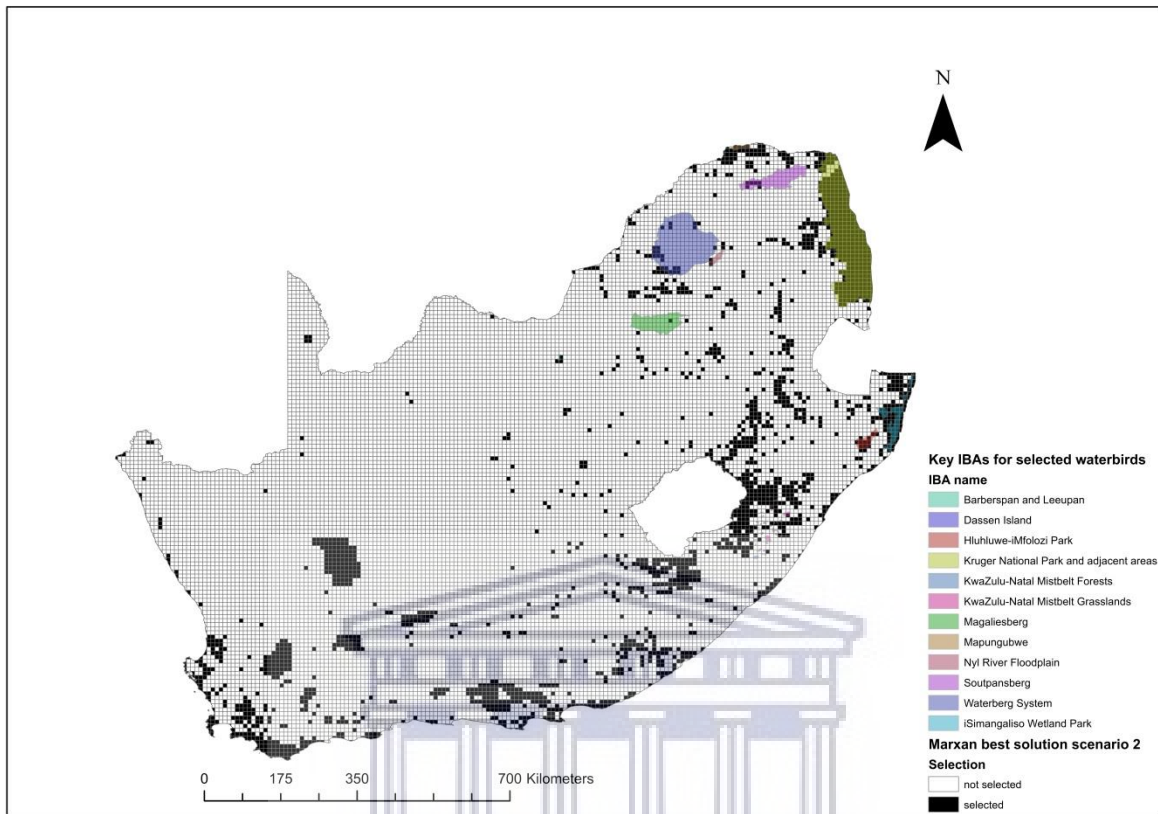 N
Key IBAs for selected waterbirds
IBA name
Barberspan and Leeupan
Dassen Island
Hluhluwe-iMfolozi Park
Kruger National Park and adjacent areas
KwaZulu-Natal Mistbelt Forests
KwaZulu-Natal Mistbelt Grasslands
Magaliesberg
Mapungubwe
Nyl River Floodplain
Soutpansberg
Waterberg System
iSimangaliso Wetland Park
Marxan best solution scenario 2
Selection
not selected
selected
0 175 350 700 Kilometers